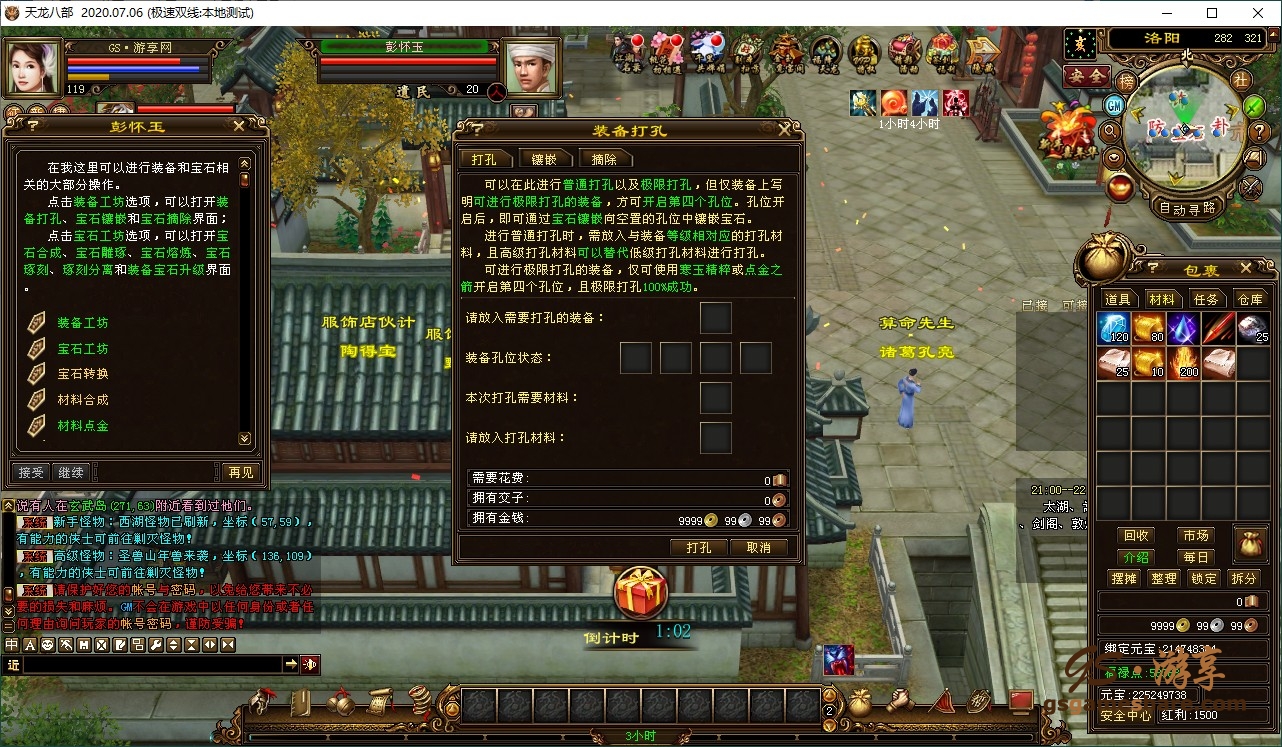 天龙八部 2020.07.06 (极速双线:本地测试)
GS·游享网
119
彭怀玉
道民
20
1小时4小时
洛阳
282 321
安全
榜
社
GM
自动寻路
彭怀玉
在我这里可以进行装备和宝石相
关的大部分操作。
点击装备工坊选项，可以打开装
备打孔、宝石镶嵌和宝石摘除界面；
点击宝石工坊选项，可以打开宝
石合成、宝石雕琢、宝石熔炼、宝石
琢刻、琢刻分离和装备宝石升级界面
。
装备工坊
宝石工坊
宝石转换
材料合成
材料点金
接受
继续
再见
装备打孔
打孔
镶嵌
摘除
可以在此进行普通打孔以及极限打孔，但仅装备上写
明可进行极限打孔的装备，方可开启第四个孔位。孔位开
启后，即可通过宝石镶嵌向空置的孔位中镶嵌宝石。
进行普通打孔时，需放入与装备等级相对应的打孔材
料，且高级打孔材料可以替代低级打孔材料进行打孔。
可进行极限打孔的装备，仅可使用寒玉精粹或点金之
箭开启第四个孔位，且极限打孔100%成功。
请放入需要打孔的装备：
装备孔位状态：
本次打孔需要材料：
请放入打孔材料：
需要花费:
0
拥有交子:
0
拥有金钱:
9999 99 99
打孔
取消
服饰店伙计
陶得宝
算命先生
诸葛孔亮
已接 可接
21:00--22
包裹
道具
材料
任务
仓库
120
80
25
25
10
200
回收
市场
介绍
每日
摆摊
整理
锁定
拆分
0
9999 99 99
元宝:225249738
安全中心
红利:1500
GS·游享
说有人在玄武岛(271,63)附近看到过他们。
系统 新手怪物：西湖怪物已刷新，坐标（57,59），
有能力的侠士可前往剿灭怪物!
系统 高级怪物：圣兽山年兽来袭，坐标（136,109）
，有能力的侠士可前往剿灭怪物!
系统 请保护好您的帐号与密码，以免给您带来不必
要的损失和麻烦。GM不会在游戏中以任何身份或者任
何理由询问玩家的帐号密码，谨防受骗!
近
倒计时 1:02
2
3小时